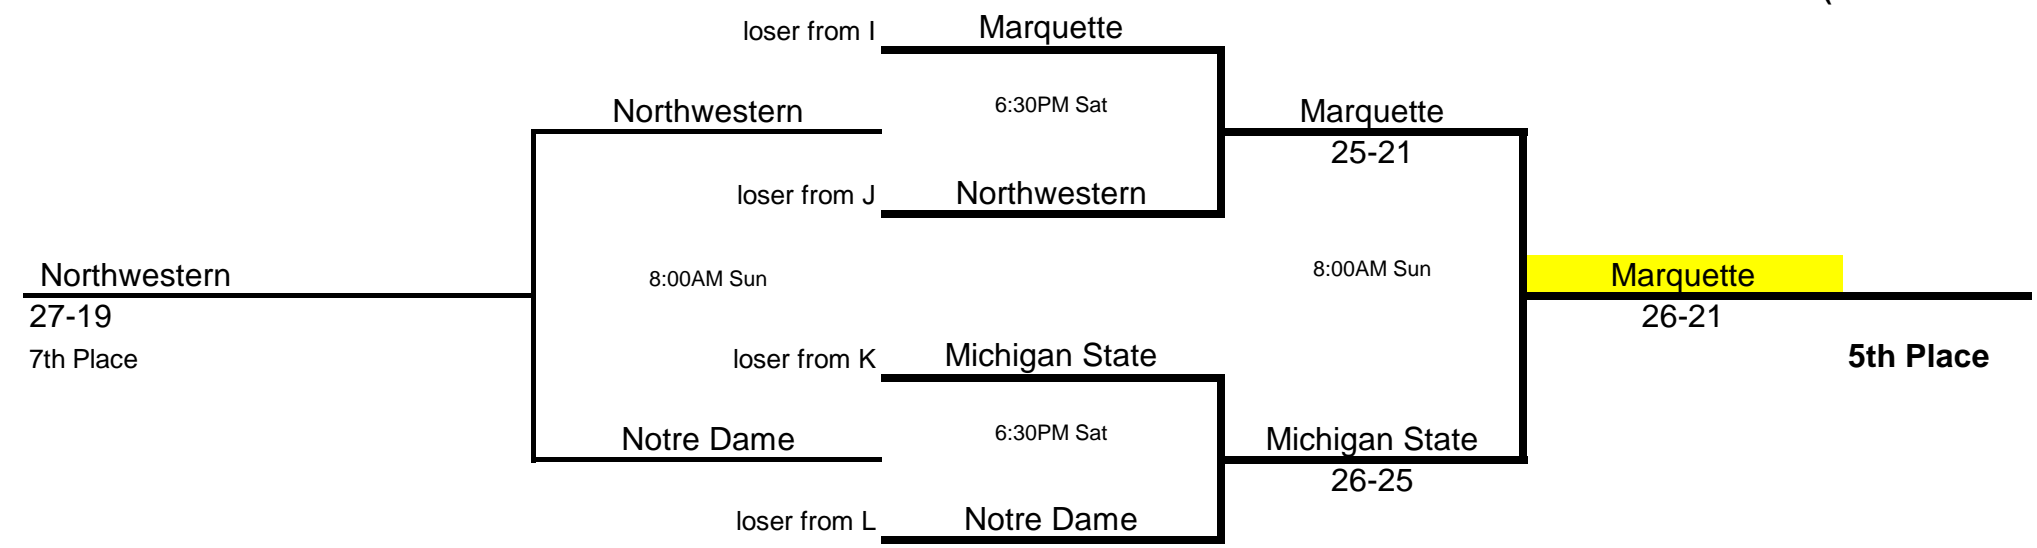 loser from I Marquette
Northwestern 6:30PM Sat Marquette
25-21
loser from J Northwestern
Northwestern 8:00AM Sun 8:00AM Sun Marquette
27-19 26-21
7th Place loser from K Michigan State 5th Place
Notre Dame 6:30PM Sat Michigan State
26-25
loser from L Notre Dame